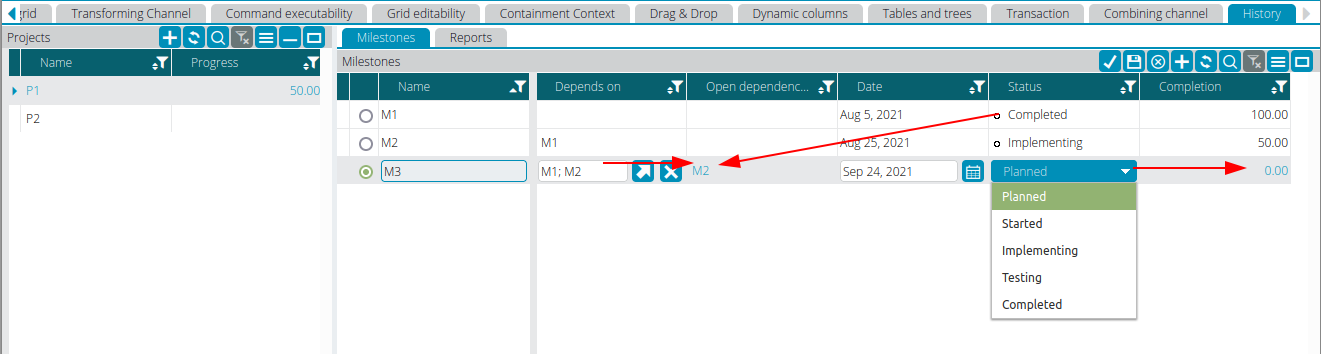 grid Transforming Channel Command executability Grid editability Containment Context Drag & Drop Dynamic columns Tables and trees Transaction Combining channel History
Projects
Name Progress
P1 50.00
P2
Milestones Reports
Milestones
Name Depends on Open dependenc... Date Status Completion
M1 Aug 5, 2021 Completed 100.00
M2 M1 Aug 25, 2021 Implementing 50.00
M3 M1; M2 M2 Sep 24, 2021 Planned 0.00
Planned
Started
Implementing
Testing
Completed